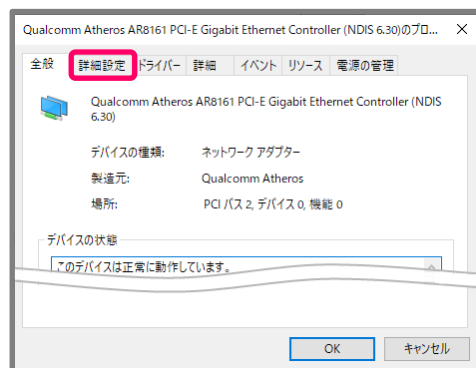 Qualcomm Atheros AR8161 PCI-E Gigabit Ethernet Controller (NDIS 6.30)のプロ...
全般 詳細設定 ドライバー 詳細 イベント リソース 電源の管理
Qualcomm Atheros AR8161 PCI-E Gigabit Ethernet Controller (NDIS
6.30)
デバイスの種類: ネットワーク アダプター
製造元: Qualcomm Atheros
場所: PCI バス 2, デバイス 0, 機能 0
デバイスの状態
このデバイスは正常に動作しています。
OK キャンセル